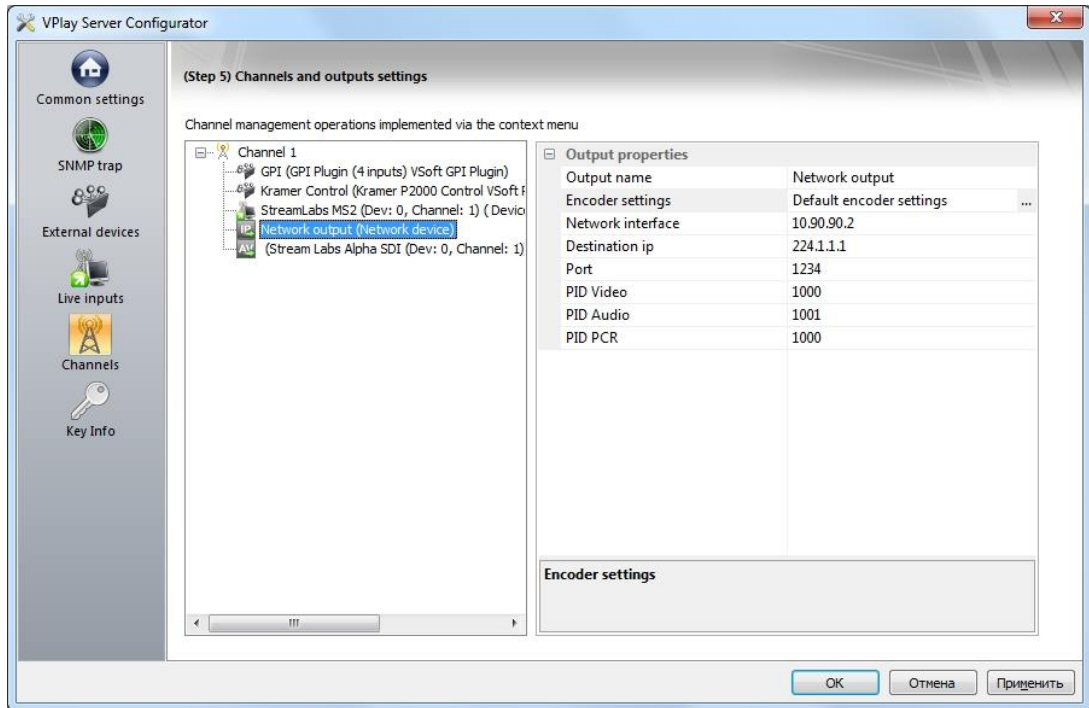 VPlay Server Configurator
Common settings
SNMP trap
External devices
Live inputs
Channels
Key Info
(Step 5) Channels and outputs settings
Channel management operations implemented via the context menu
Channel 1
GPI (GPI Plugin (4 inputs) VSoft GPI Plugin)
Kramer Control (Kramer P2000 Control VSoft
StreamLabs MS2 (Dev: 0, Channel: 1) (
IP Network output (Network device)
AV (Stream Labs Alpha SDI (Dev: 0, Channel: 1)
Output properties
Output name Network output
Encoder settings Default encoder settings ...
Network interface 10.90.90.2
Destination ip 224.1.1.1
Port 1234
PID Video 1000
PID Audio 1001
PID PCR 1000
Encoder settings
OK Отмена Применить